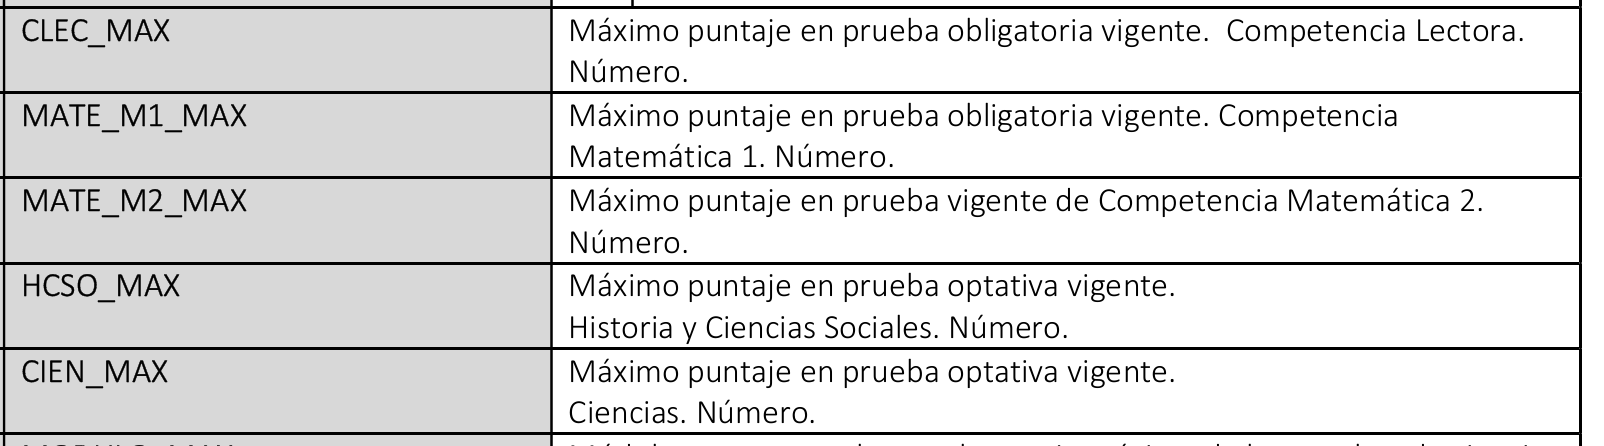 CLEC_MAX
Máximo puntaje en prueba obligatoria vigente.  Competencia Lectora.
Número.
MATE_M1_MAX
Máximo puntaje en prueba obligatoria vigente. Competencia
Matemática 1. Número.
MATE_M2_MAX
Máximo puntaje en prueba vigente de Competencia Matemática 2.
Número.
HCSO_MAX
Máximo puntaje en prueba optativa vigente.
Historia y Ciencias Sociales. Número.
CIEN_MAX
Máximo puntaje en prueba optativa vigente.
Ciencias. Número.